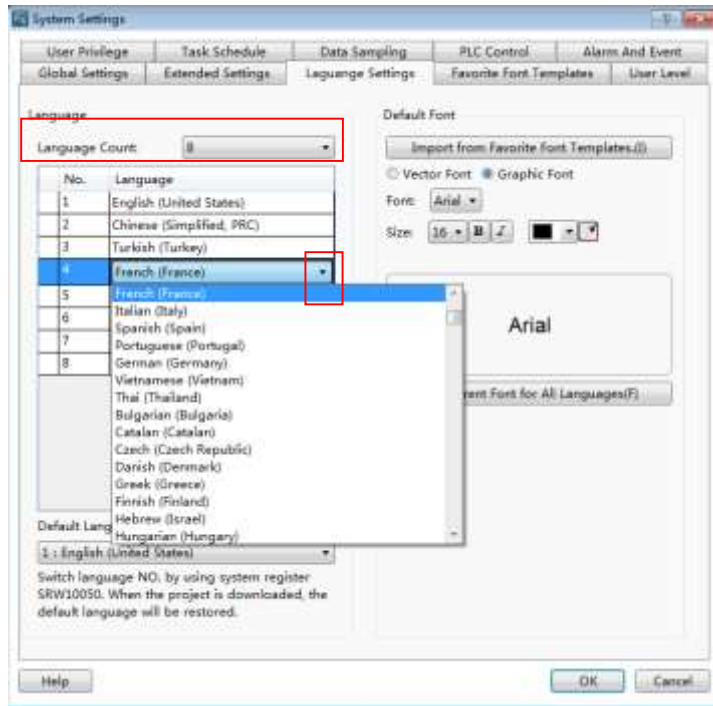 System Settings
User Privilege Task Schedule Data Sampling PLC Control Alarm And Event
Global Settings Extended Settings Laguange Settings Favorite Font Templates User Level
Language
Language Count: 8
No. Language
1 English (United States)
2 Chinese (Simplified, PRC)
3 Turkish (Turkey)
4 French (France)
5
6
7
8
French (France)
Italian (Italy)
Spanish (Spain)
Portuguese (Portugal)
German (Germany)
Vietnamese (Vietnam)
Thai (Thailand)
Bulgarian (Bulgaria)
Catalan (Catalan)
Czech (Czech Republic)
Danish (Denmark)
Greek (Greece)
Finnish (Finland)
Hebrew (Israel)
Hungarian (Hungary)
Default Lang
1 : English (United States)
Switch language NO. by using system register
SRW10050. When the project is downloaded, the
default language will be restored.
Default Font
Import from Favorite Font Templates.(I)
Vector Font Graphic Font
Font: Arial
Size: 16 B I
Arial
rent Font for All Languages(F)
Help OK Cancel